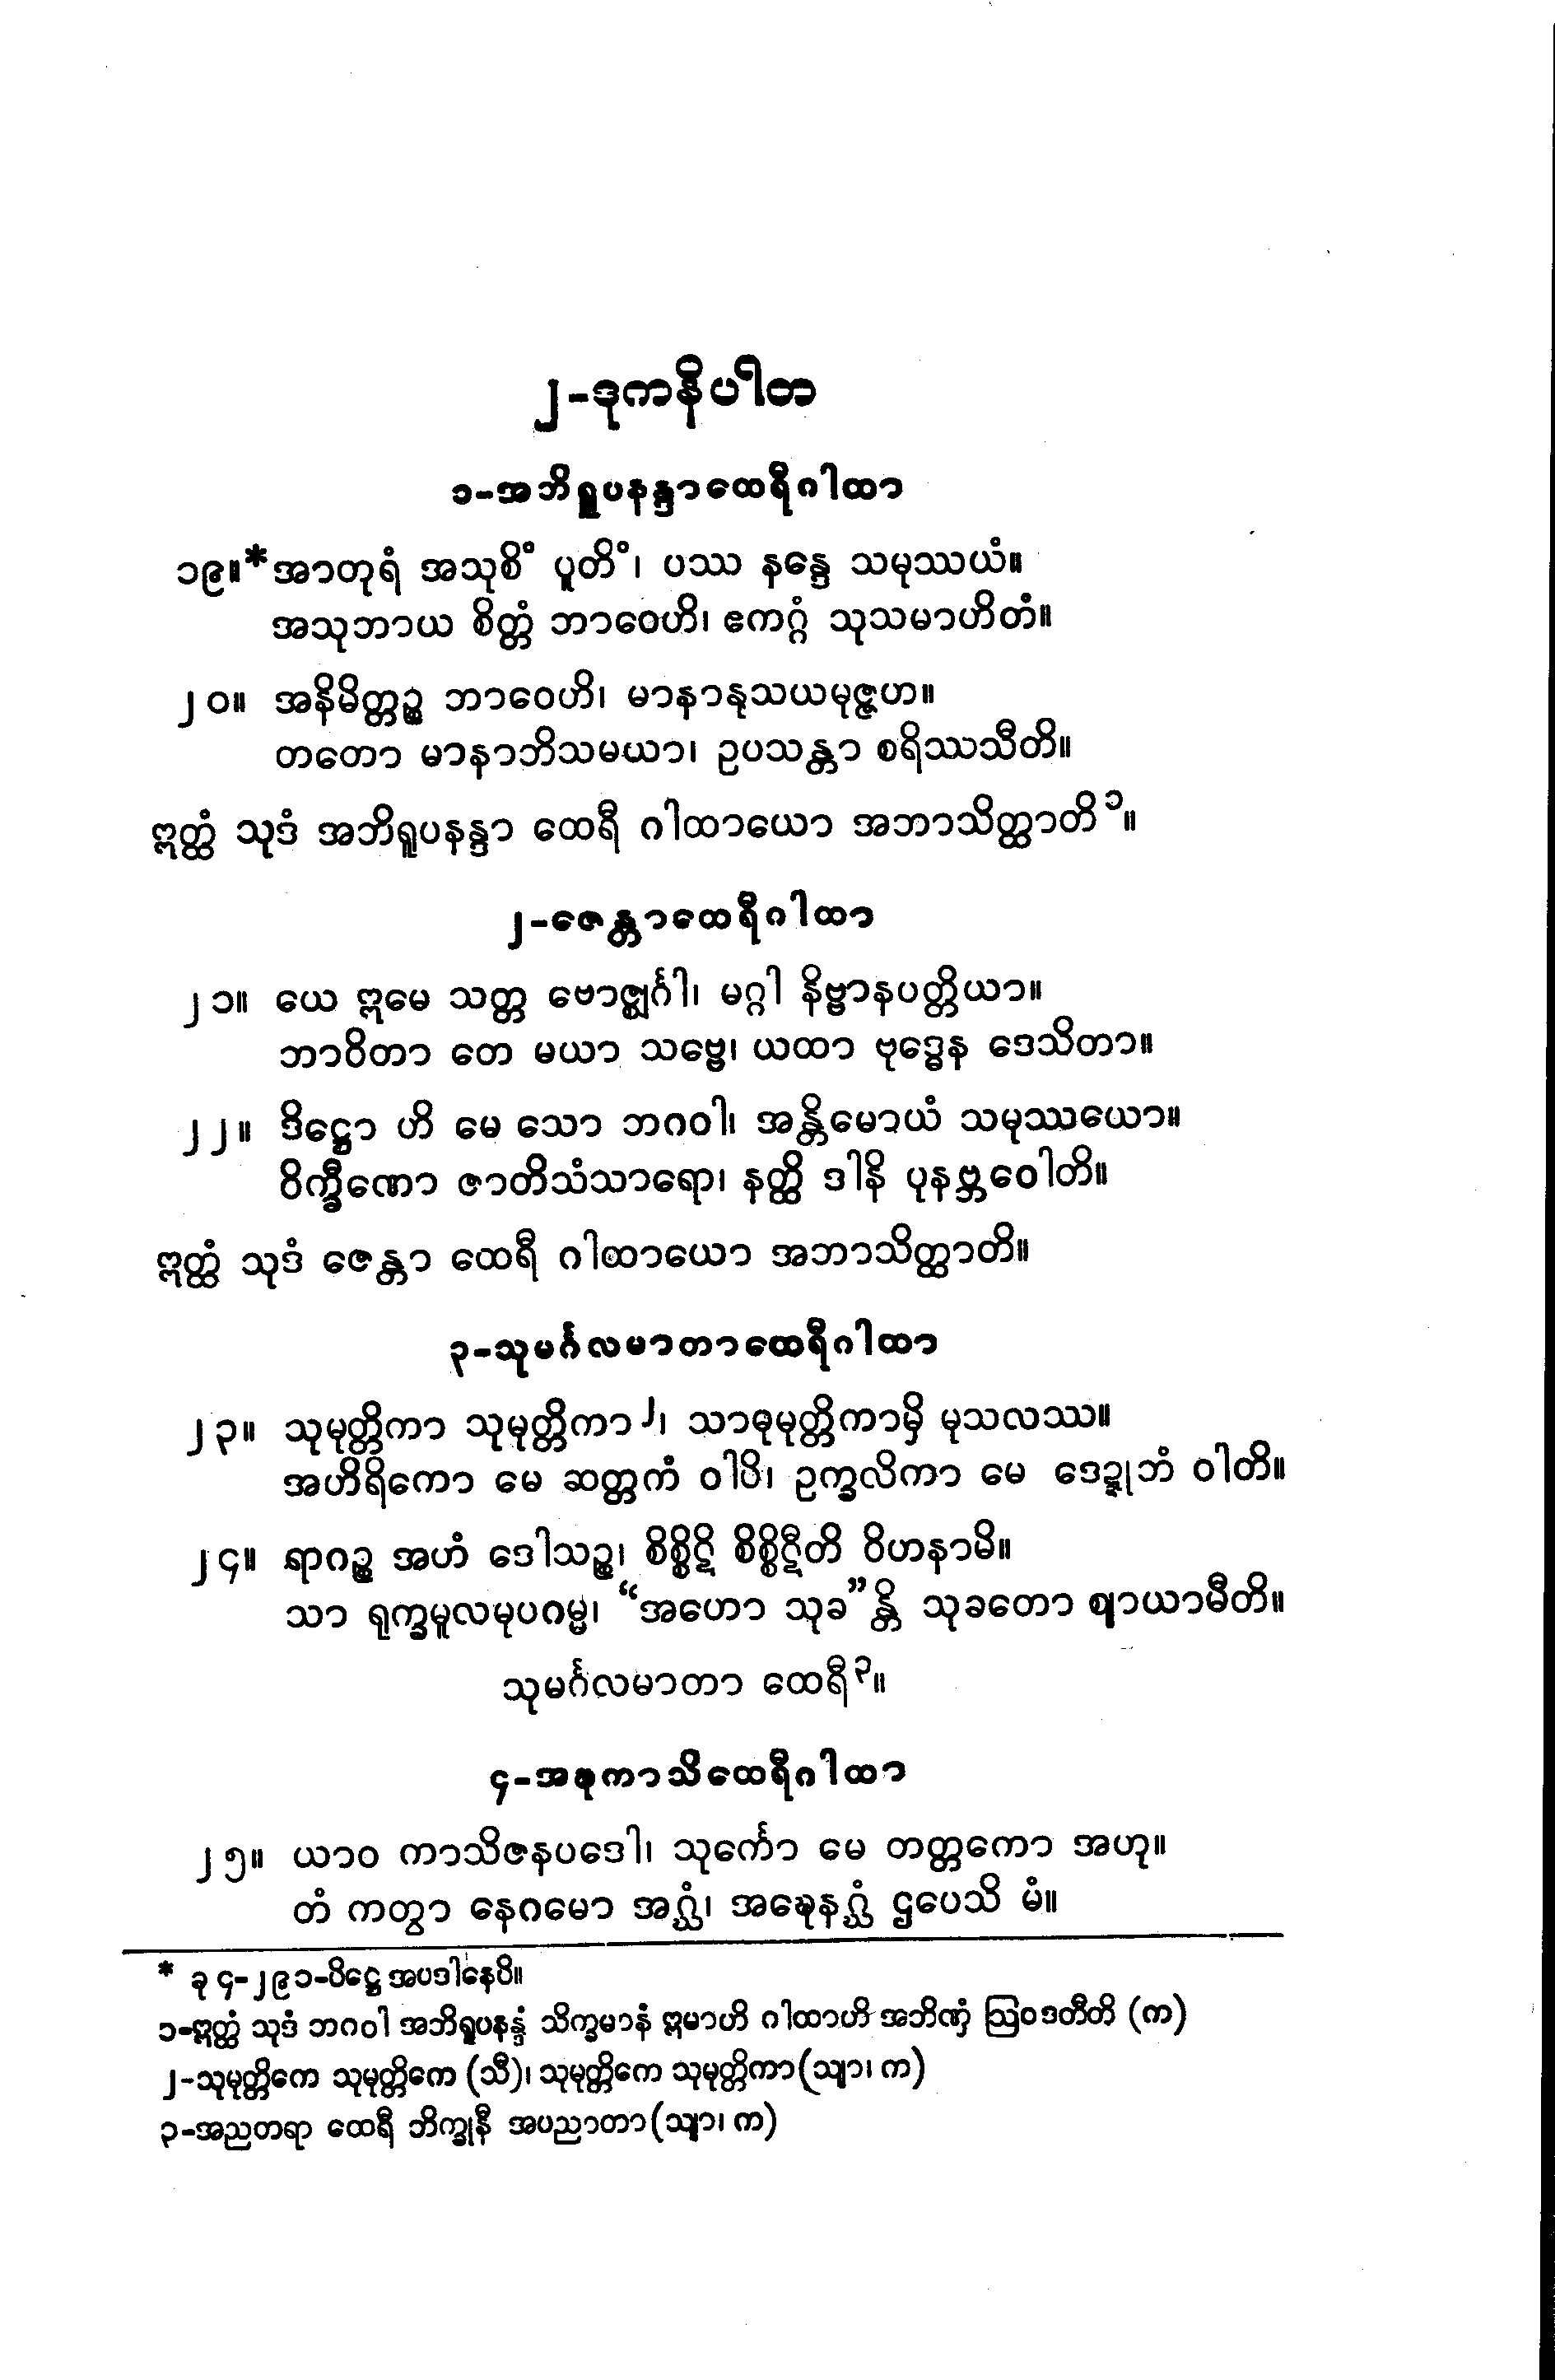 ၂-ဒုကနိပါတ
၁-အဘိရူပနန္ဒာထေရီဂါထာ
၁၉။*အာတုရံ အသုစိံ ပူတိံ၊ ပဿ နန္ဒေ သမုဿယံ။
အသုဘာယ စိတ္တံ ဘာဝေဟိ၊ ဧကဂ္ဂံ သုသမာဟိတံ။
၂၀။ အနိမိတ္တဉ္စ ဘာဝေဟိ၊ မာနာနုသယမုဇ္ဇဟ။
တတော မာနာဘိသမယာ၊ ဥပသန္တာ စရိဿသီတိ။
ဣတ္ထံ သုဒံ အဘိရူပနန္ဒာ ထေရီ ဂါထာယော အဘာသိတ္ထာတိ၁။
၂-ဇေန္တာထေရီဂါထာ
၂၁။ ယေ ဣမေ သတ္တ ဗောဇ္ဈင်္ဂါ၊ မဂ္ဂါ နိဗ္ဗာနပတ္တိယာ။
ဘာဝိတာ တေ မယာ သဗ္ဗေ၊ ယထာ ဗုဒ္ဓေန ဒေသိတာ။
၂၂။ ဒိဋ္ဌော ဟိ မေ သော ဘဂဝါ၊ အန္တိမောယံ သမုဿယော။
ဝိက္ခီဏော ဇာတိသံသာရော၊ နတ္ထိ ဒါနိ ပုနဗ္ဘဝေါတိ။
ဣတ္ထံ သုဒံ ဇေန္တာ ထေရီ ဂါထာယော အဘာသိတ္ထာတိ။
၃-သုမင်္ဂလမာတာထေရီဂါထာ
၂၃။ သုမုတ္တိကာ သုမုတ္တိကာ၂၊ သာဓုမုတ္တိကာမှိ မုသလဿ။
အဟိရိကော မေ ဆတ္တကံ ဝါပိ၊ ဥက္ခလိကာ မေ ဒေဍ္ဍုဘံ ဝါတိ။
၂၄။ ရာဂဉ္စ အဟံ ဒေါသဉ္စ၊ စိစ္စိဋိ စိစ္စိဋီတိ ဝိဟနာမိ။
သာ ရုက္ခမူလမုပဂမ္မ၊ “အဟော သုခ”န္တိ သုခတော ဈာယာမီတိ။
သုမင်္ဂလမာတာ ထေရီ၃။
၄-အဍ္ဎကာသိထေရီဂါထာ
၂၅။ ယာဝ ကာသိဇနပဒေါ၊ သုင်္ကော မေ တတ္တကော အဟု။
တံ ကတွာ နေဂမော အဂ္ဃံ၊ အဍ္ဎေနဂ္ဃံ ဌပေသိ မံ။
* ခု ၄-၂၉၁-ပိဋ္ဌေ အပဒါနေပိ။
၁-ဣတ္ထံ သုဒံ ဘဂဝါ အဘိရူပနန္ဒံ သိက္ခမာနံ ဣမာဟိ ဂါထာဟိ အဘိဏှံ ဩဝဒတီတိ (က)
၂-သုမုတ္တိကေ သုမုတ္တိကေ (သီ)၊ သုမုတ္တိကေ သုမုတ္တိကာ(သျာ၊ က)
၃-အညတရာ ထေရီ ဘိက္ခုနီ အပညာတာ(သျာ၊ က)